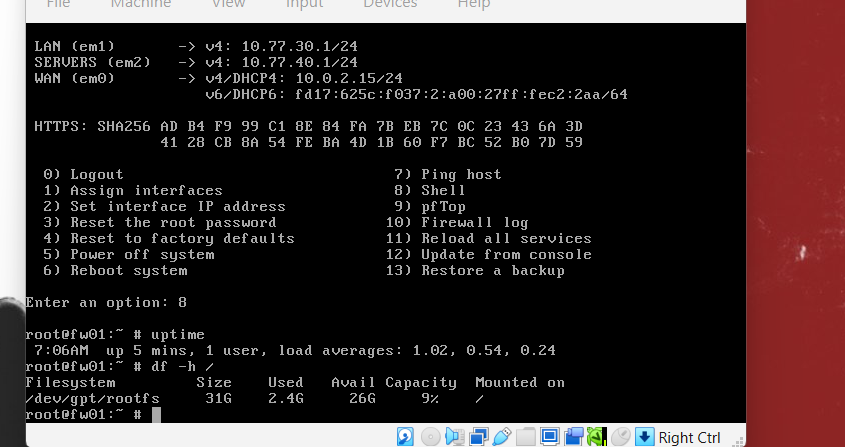 File Machine View Input Devices Help
LAN (em1) -> v4: 10.77.30.1/24
SERVERS (em2) -> v4: 10.77.40.1/24
WAN (em0) -> v4/DHCP4: 10.0.2.15/24
v6/DHCP6: fd17:625c:f037:2:a00:27ff:fec2:2aa/64
HTTPS: SHA256 AD B4 F9 99 C1 8E 84 FA 7B EB 7C 0C 23 43 6A 3D
41 28 CB 8A 54 FE BA 4D 1B 60 F7 BC 52 B0 7D 59
0) Logout 7) Ping host
1) Assign interfaces 8) Shell
2) Set interface IP address 9) pfTop
3) Reset the root password 10) Firewall log
4) Reset to factory defaults 11) Reload all services
5) Power off system 12) Update from console
6) Reboot system 13) Restore a backup
Enter an option: 8
root@fw01:~ # uptime
7:06AM up 5 mins, 1 user, load averages: 1.02, 0.54, 0.24
root@fw01:~ # df -h /
Filesystem Size Used Avail Capacity Mounted on
/dev/gpt/rootfs 31G 2.4G 26G 9% /
root@fw01:~ #
Right Ctrl